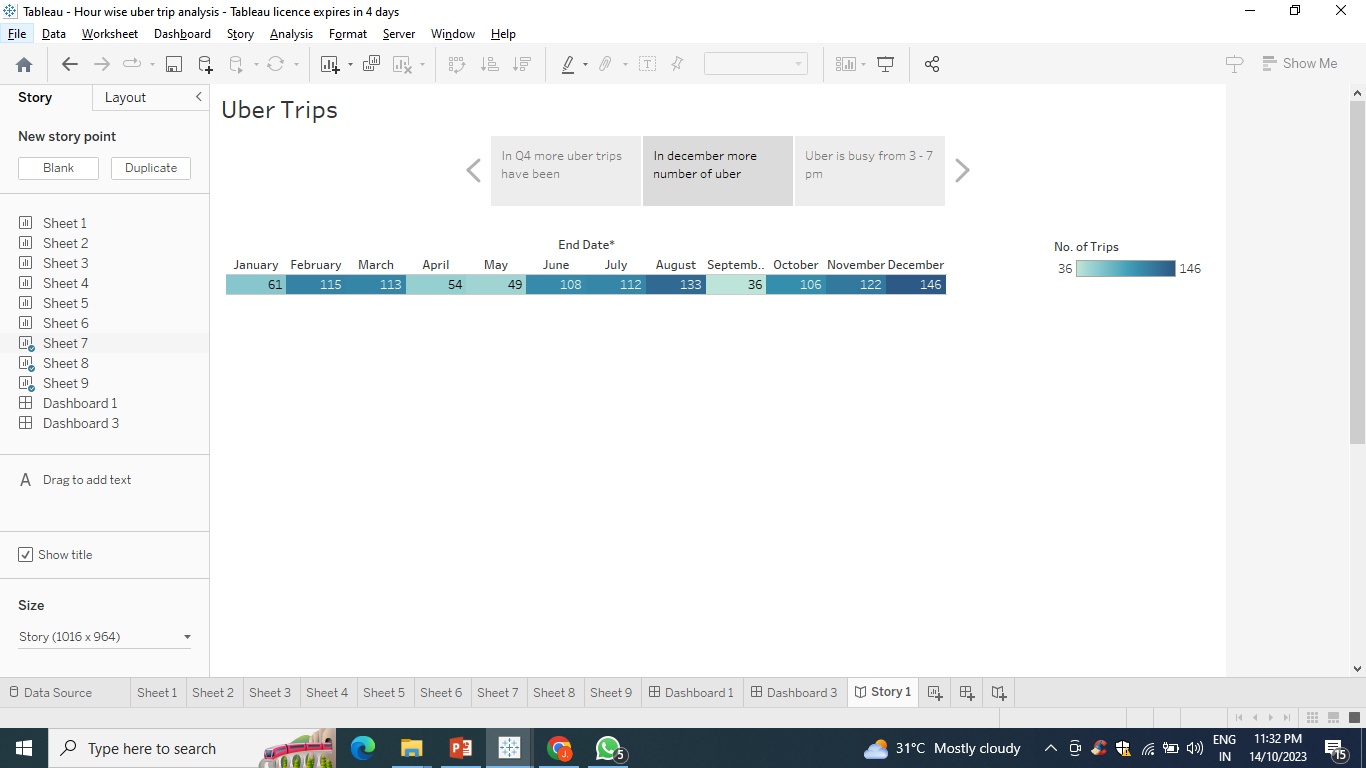 Tableau - Hour wise uber trip analysis - Tableau licence expires in 4 days
File Data Worksheet Dashboard Story Analysis Format Server Window Help
T
Show Me
Story Layout
New story point
Blank Duplicate
Sheet 1
Sheet 2
Sheet 3
Sheet 4
Sheet 5
Sheet 6
Sheet 7
Sheet 8
Sheet 9
Dashboard 1
Dashboard 3
A Drag to add text
Show title
Size
Story (1016 x 964)
Uber Trips
In Q4 more uber trips
have been
In december more
number of uber
Uber is busy from 3 - 7
pm
End Date*
January February March April May June July August Septemb.. October November December
61 115 113 54 49 108 112 133 36 106 122 146
No. of Trips
36 146
Data Source Sheet 1 Sheet 2 Sheet 3 Sheet 4 Sheet 5 Sheet 6 Sheet 7 Sheet 8 Sheet 9 Dashboard 1 Dashboard 3 Story 1
Type here to search
P
J
5
31°C Mostly cloudy
ENG
IN
11:32 PM
14/10/2023
15